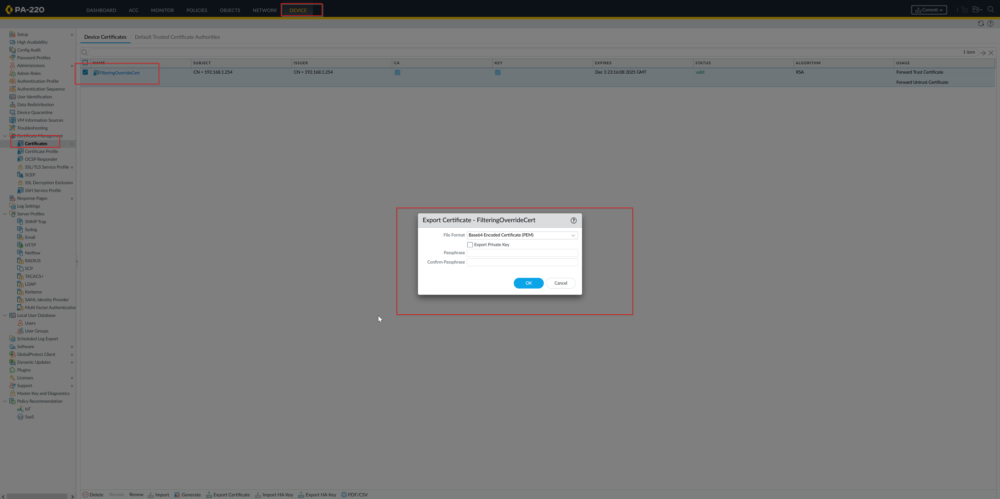 PA-220
DASHBOARD ACC MONITOR POLICIES OBJECTS NETWORK DEVICE
Commit
Setup
High Availability
Config Audit
Password Profiles
Administrators
Admin Roles
Authentication Profile
Authentication Sequence
User Identification
Data Redistribution
Device Quarantine
VM Information Sources
Troubleshooting
Certificate Management
Certificates
Certificate Profile
OCSP Responder
SSL/TLS Service Profile
SCEP
SSL Decryption Exclusion
SSH Service Profile
Response Pages
Log Settings
Server Profiles
SNMP Trap
Syslog
Email
HTTP
Netflow
RADIUS
SCP
TACACS+
LDAP
Kerberos
SAML Identity Provider
Multi Factor Authentication
Local User Database
Users
User Groups
Scheduled Log Export
Software
GlobalProtect Client
Dynamic Updates
Plugins
Licenses
Support
Master Key and Diagnostics
Policy Recommendation
IoT
SaaS
Device Certificates Default Trusted Certificate Authorities
1 item
NAME SUBJECT ISSUER CA KEY EXPIRES STATUS ALGORITHM USAGE
FilteringOverrideCert CN = 192.168.1.254 CN = 192.168.1.254 Dec 3 23:16:08 2025 GMT valid RSA Forward Trust Certificate
Forward Untrust Certificate
Export Certificate - FilteringOverrideCert
File Format Base64 Encoded Certificate (PEM)
Export Private Key
Passphrase
Confirm Passphrase
OK Cancel
Delete Revoke Renew Import Generate Export Certificate Import HA Key Export HA Key PDF/CSV